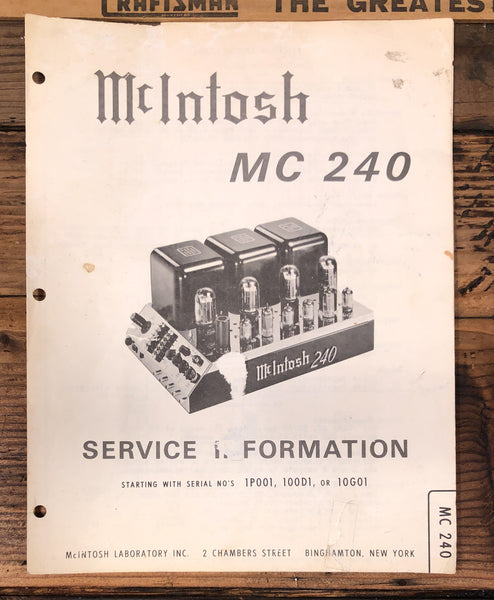 CRAFTSMAN THE GREATEST
McIntosh
MC 240
McIntosh 240
SERVICE I FORMATION
STARTING WITH SERIAL NO'S 1P001, 100D1, OR 10G01
MC 240
McINTOSH LABORATORY INC. 2 CHAMBERS STREET BINGHAMTON, NEW YORK